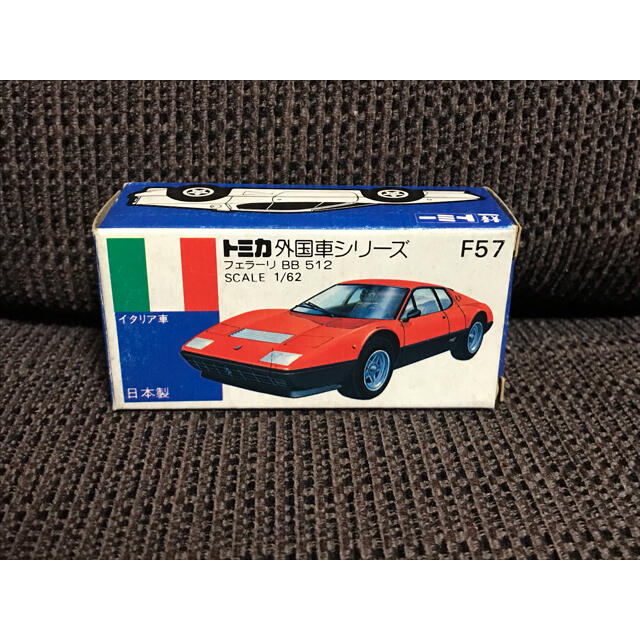 トミー
トミカ外国車シリーズ F57
フェラーリ BB 512
SCALE 1/62
イタリア車
日本製